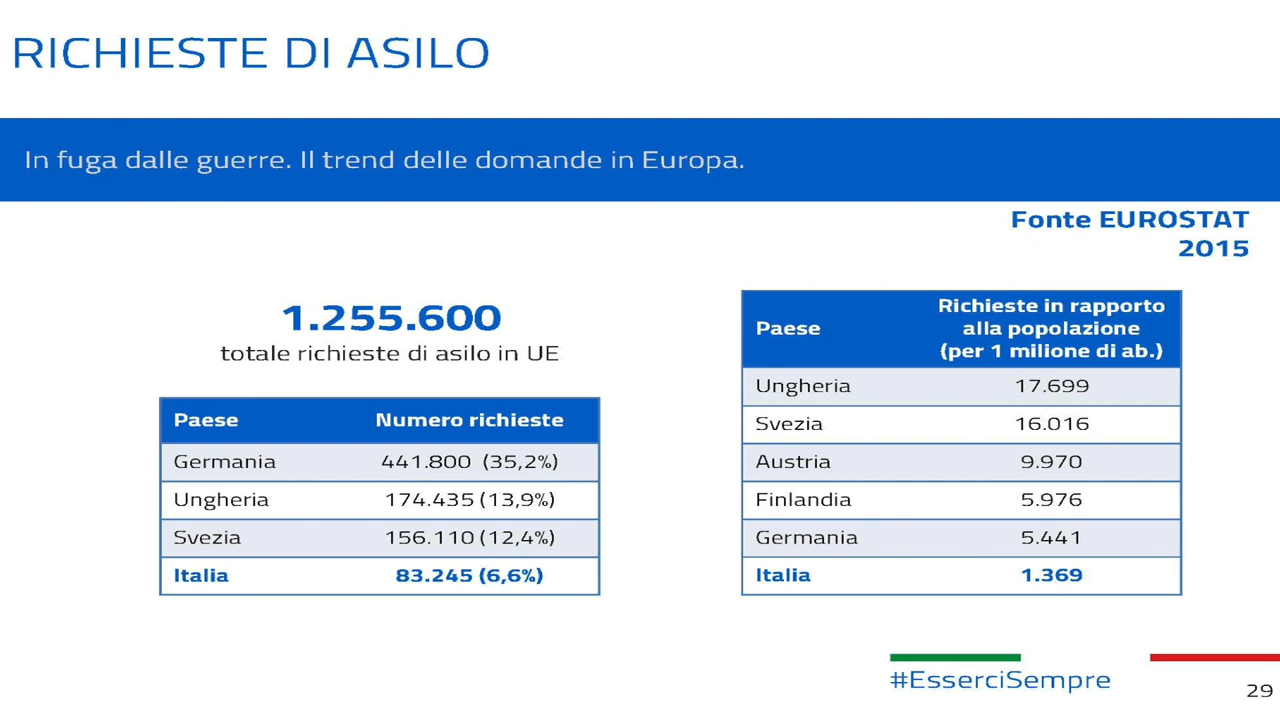 RICHIESTE DI ASILO
In fuga dalle guerre. Il trend delle domande in Europa.
Fonte EUROSTAT
2015
1.255.600
totale richieste di asilo in UE
Paese Numero richieste
Germania 441.800 (35,2%)
Ungheria 174.435 (13,9%)
Svezia 156.110 (12,4%)
Italia 83.245 (6,6%)
Paese Richieste in rapporto
alla popolazione
(per 1 milione di ab.)
Ungheria 17.699
Svezia 16.016
Austria 9.970
Finlandia 5.976
Germania 5.441
Italia 1.369
#EsserciSempre
29